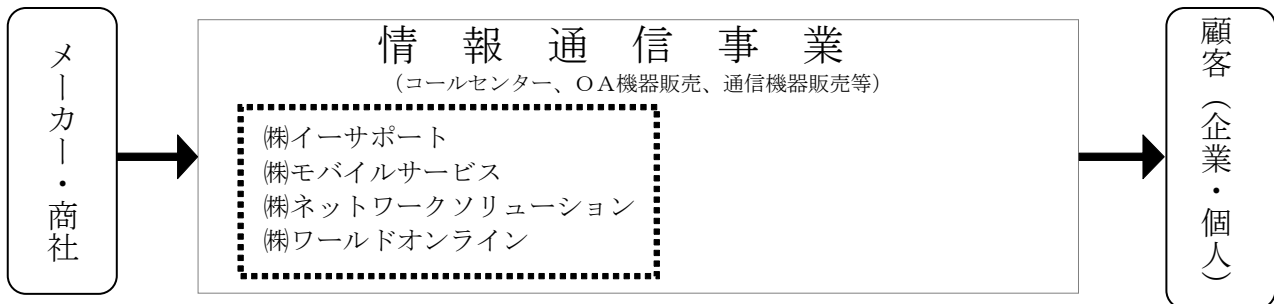 メーカー・商社
情報通信事業
（コールセンター、ＯＡ機器販売、通信機器販売等）
㈱イーサポート
㈱モバイルサービス
㈱ネットワークソリューション
㈱ワールドオンライン
顧客（企業・個人）